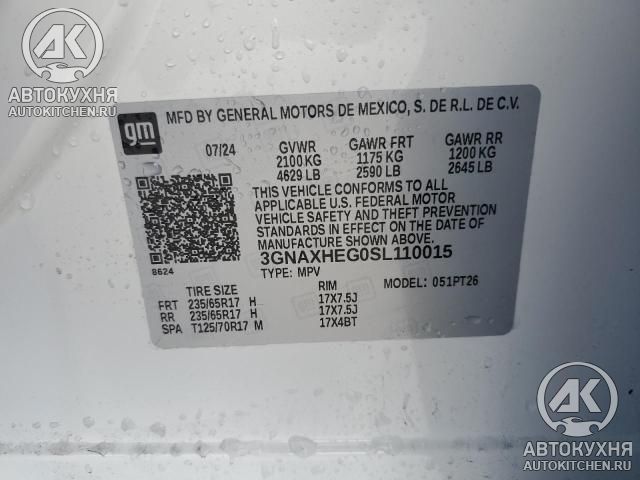 AK
АВТОКУХНЯ
AUTOKITCHEN.RU
gm
MFD BY GENERAL MOTORS DE MEXICO, S. DE R.L. DE C.V.
07/24 GVWR GAWR FRT GAWR RR
2100 KG 1175 KG 1200 KG
4629 LB 2590 LB 2645 LB
THIS VEHICLE CONFORMS TO ALL
APPLICABLE U.S. FEDERAL MOTOR
VEHICLE SAFETY AND THEFT PREVENTION
STANDARDS IN EFFECT ON THE DATE OF
MANUFACTURE SHOWN ABOVE.
3GNAXHEG0SL110015
8624
TYPE: MPV MODEL: 051PT26
TIRE SIZE RIM
FRT 235/65R17 H 17X7.5J
RR 235/65R17 H 17X7.5J
SPA T125/70R17 M 17X4BT
AK
АВТОКУХНЯ
AUTOKITCHEN.RU